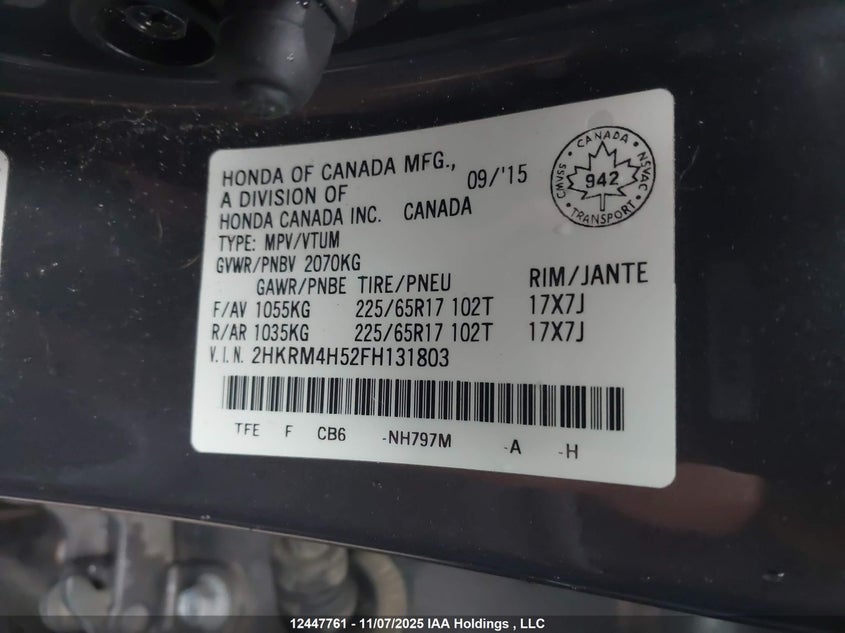 HONDA OF CANADA MFG., 09/'15
A DIVISION OF
HONDA CANADA INC. CANADA
TYPE: MPV/VTUM
GVWR/PNBV 2070KG
GAWR/PNBE TIRE/PNEU RIM/JANTE
F/AV 1055KG 225/65R17 102T 17X7J
R/AR 1035KG 225/65R17 102T 17X7J
V.I.N. 2HKRM4H52FH131803
TFE F CB6 -NH797M -A -H
CANADA
CMVSS 942 NSVAC
TRANSPORT
12447761 - 11/07/2025 IAA Holdings , LLC